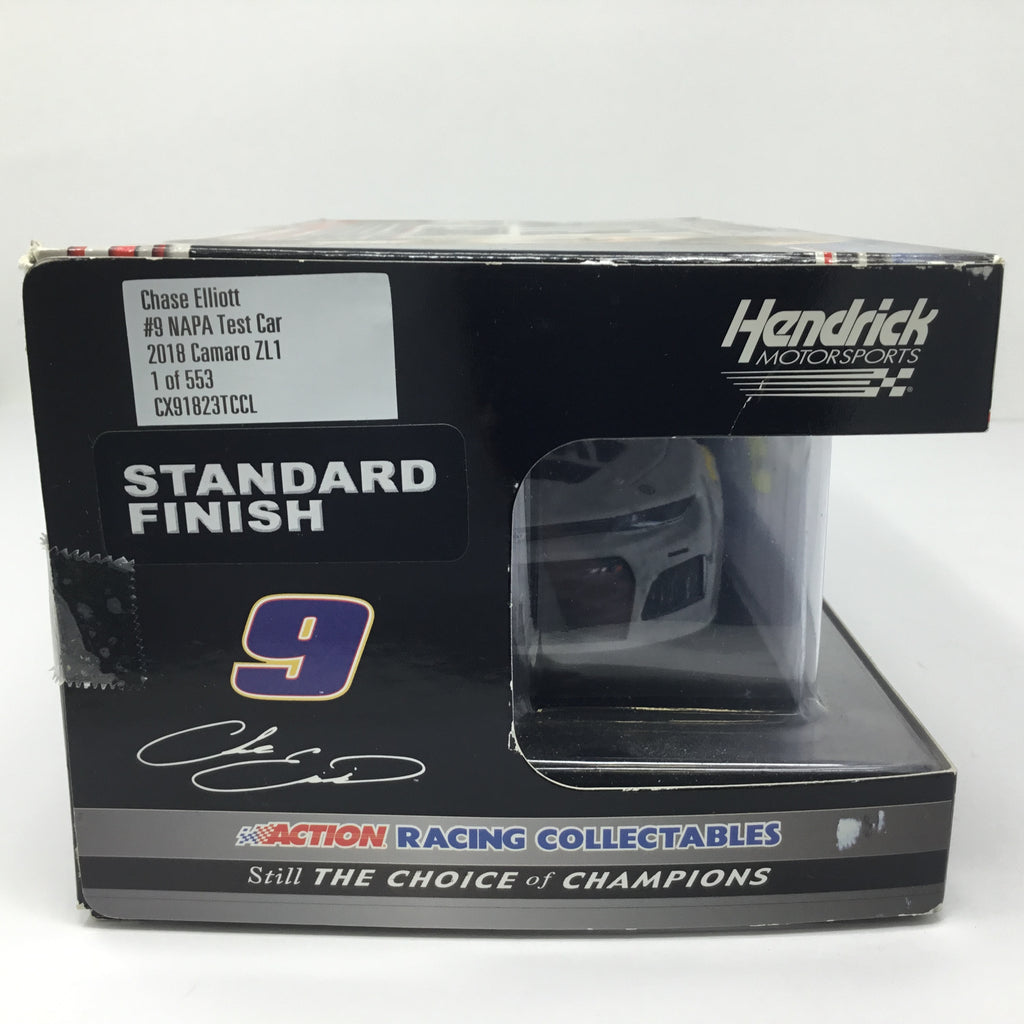 Chase Elliott
#9 NAPA Test Car
2018 Camaro ZL1
1 of 553
CX91823TCCL
Hendrick
MOTORSPORTS
STANDARD
FINISH
9
ACTION RACING COLLECTABLES
Still THE CHOICE of CHAMPIONS